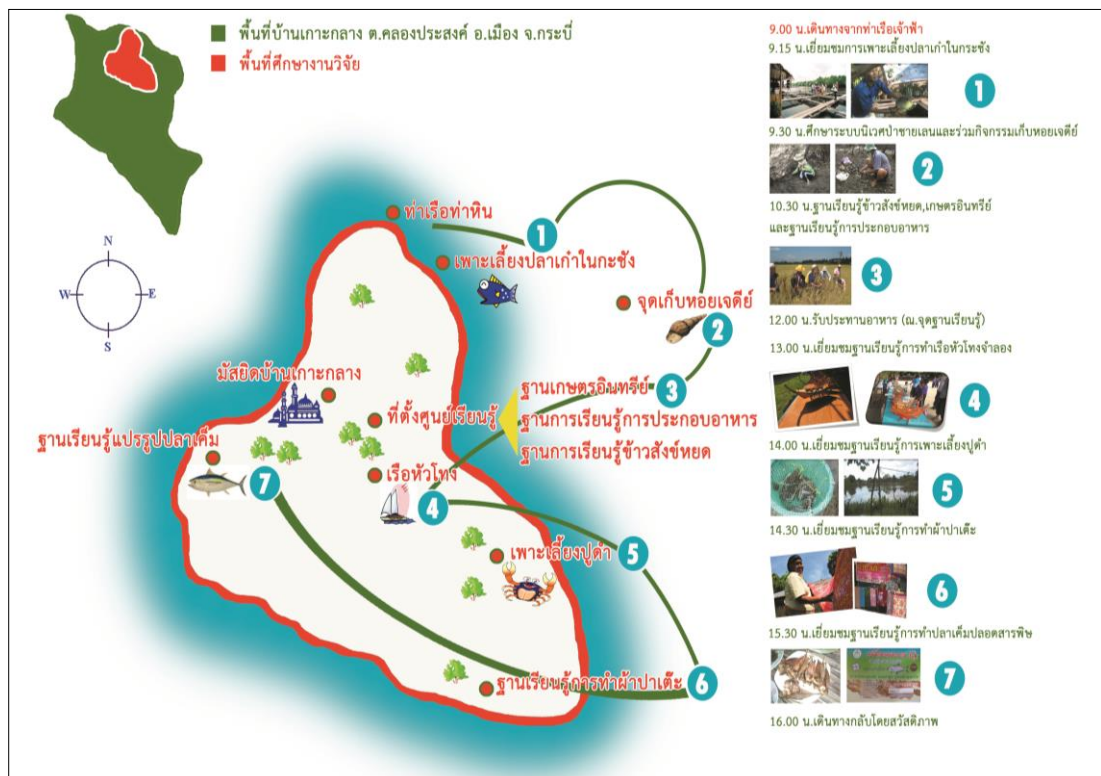 พื้นที่บ้านเกาะกลาง ต.คลองประสงค์ อ.เมือง จ.กระบี่
พื้นที่ศึกษางานวิจัย
N
W
E
S
ท่าเรือท่าหิน
1
เพาะเลี้ยงปลาเก๋าในกะชัง
จุดเก็บหอยเจดีย์
2
3
มัสยิดบ้านเกาะกลาง
ที่ตั้งศูนย์เรียนรู้
ฐานเกษตรอินทรีย์
ฐานการเรียนรู้การประกอบอาหาร
ฐานการเรียนรู้ข้าวสังข์หยด
ฐานเรียนรู้แปรรูปปลาเค็ม
7
เรือหัวโทง
4
เพาะเลี้ยงปูดำ
5
ฐานเรียนรู้การทำผ้าปาเต๊ะ
6
9.00 น.เดินทางจากท่าเรือเจ้าฟ้า
9.15 น.เยี่ยมชมการเพาะเลี้ยงปลาเก๋าในกระชัง
1
9.30 น.ศึกษาระบบนิเวศป่าชายเลนและร่วมกิจกรรมเก็บหอยเจดีย์
2
10.30 น.ฐานเรียนรู้ข้าวสังข์หยด,เกษตรอินทรีย์
และฐานเรียนรู้การประกอบอาหาร
3
12.00 น.รับประทานอาหาร (ณ.จุดฐานเรียนรู้)
13.00 น.เยี่ยมชมฐานเรียนรู้การทำเรือหัวโทงจำลอง
4
14.00 น.เยี่ยมชมฐานเรียนรู้การเพาะเลี้ยงปูดำ
5
14.30 น.เยี่ยมชมฐานเรียนรู้การทำผ้าปาเต๊ะ
6
15.30 น.เยี่ยมชมฐานเรียนรู้การทำปลาเค็มปลอดสารพิษ
7
16.00 น.เดินทางกลับโดยสวัสดิภาพ